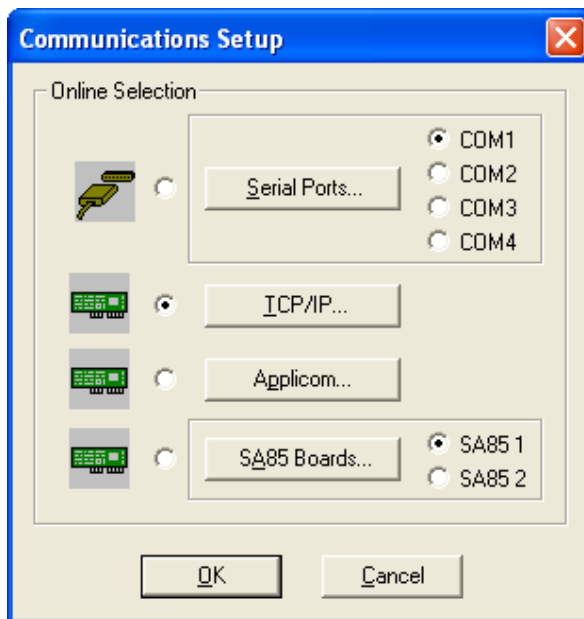 Communications Setup
Online Selection
Serial Ports...
COM1
COM2
COM3
COM4
TCP/IP...
Applicom...
SA85 Boards...
SA85 1
SA85 2
OK
Cancel